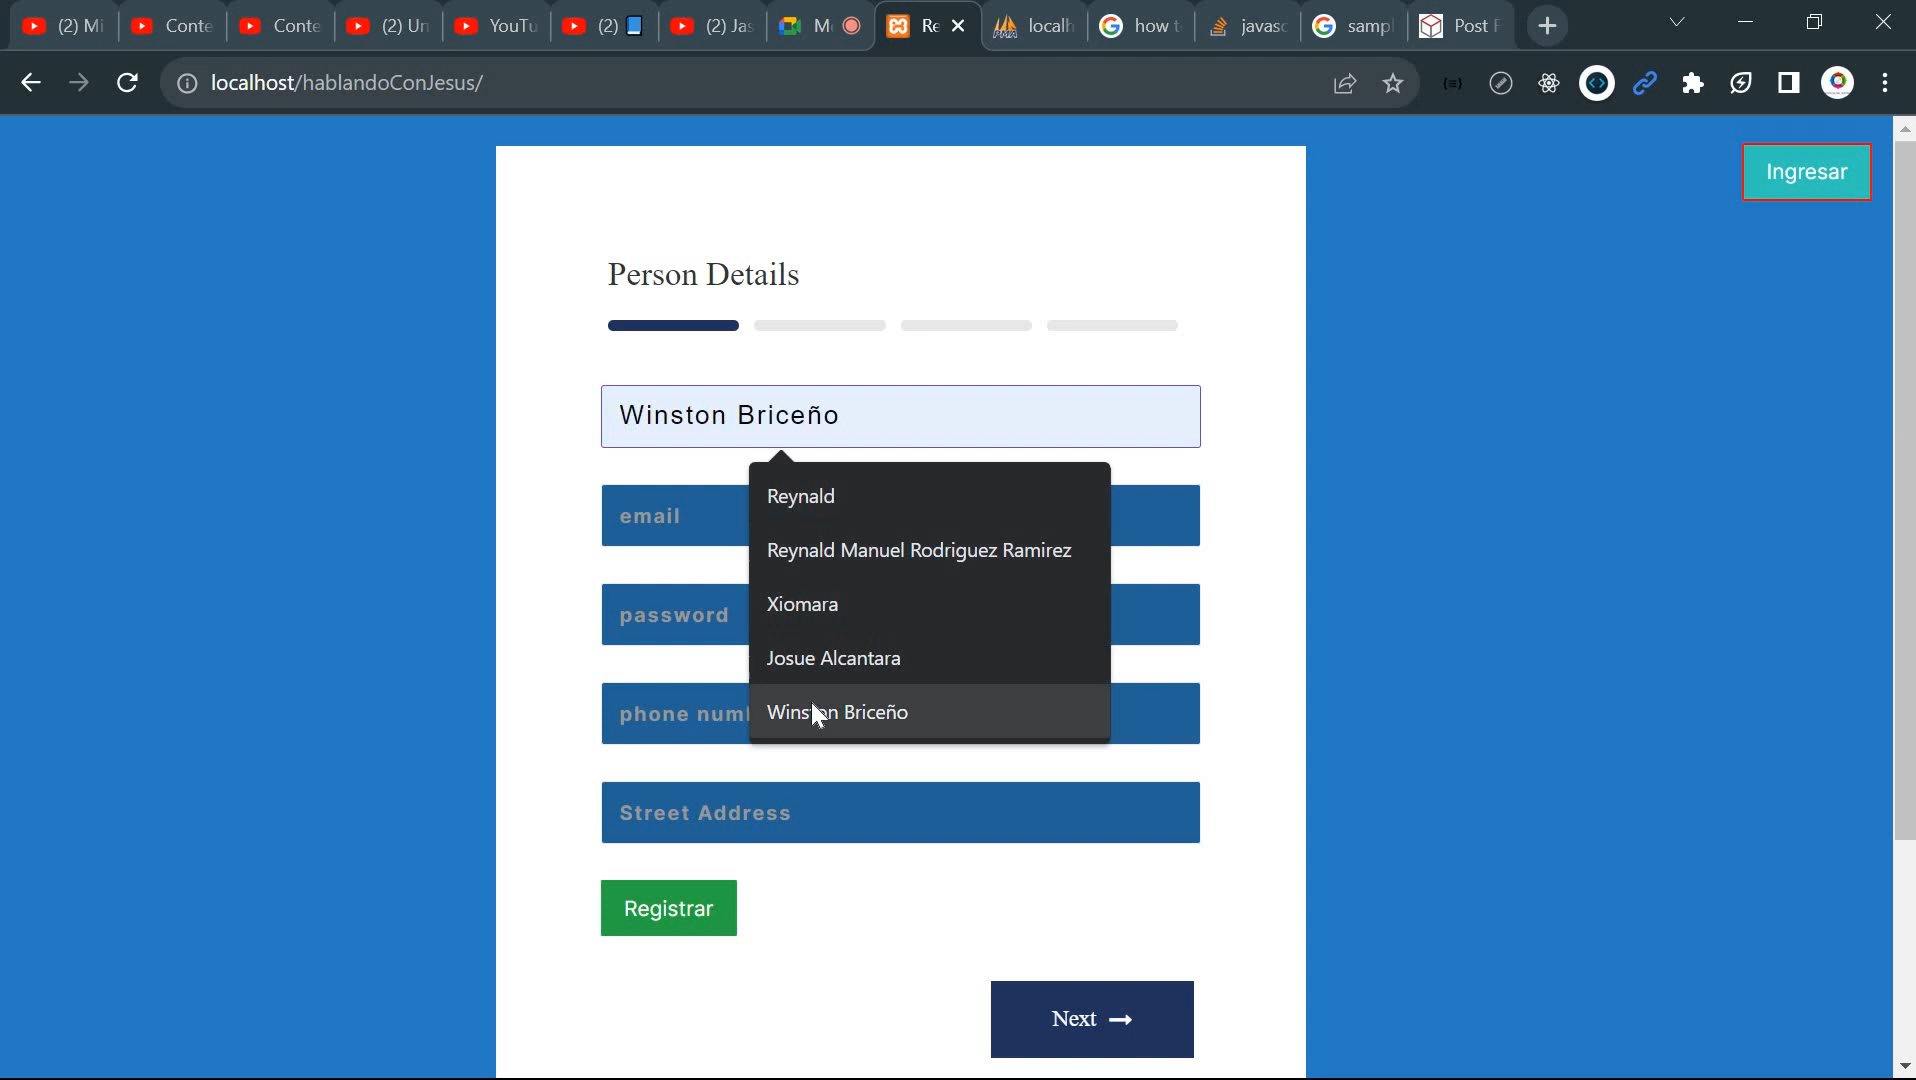 (2) Mi
Conte
Conte
(2) Un
YouTu
(2)
(2) Jas
M
Re
localh
how t
javasc
sampl
Post F
localhost/hablandoConJesus/
Ingresar
Person Details
Winston Briceño
Reynald
email
Reynald Manuel Rodriguez Ramirez
Xiomara
password
Josue Alcantara
phone num
Winston Briceño
Street Address
Registrar
Next →